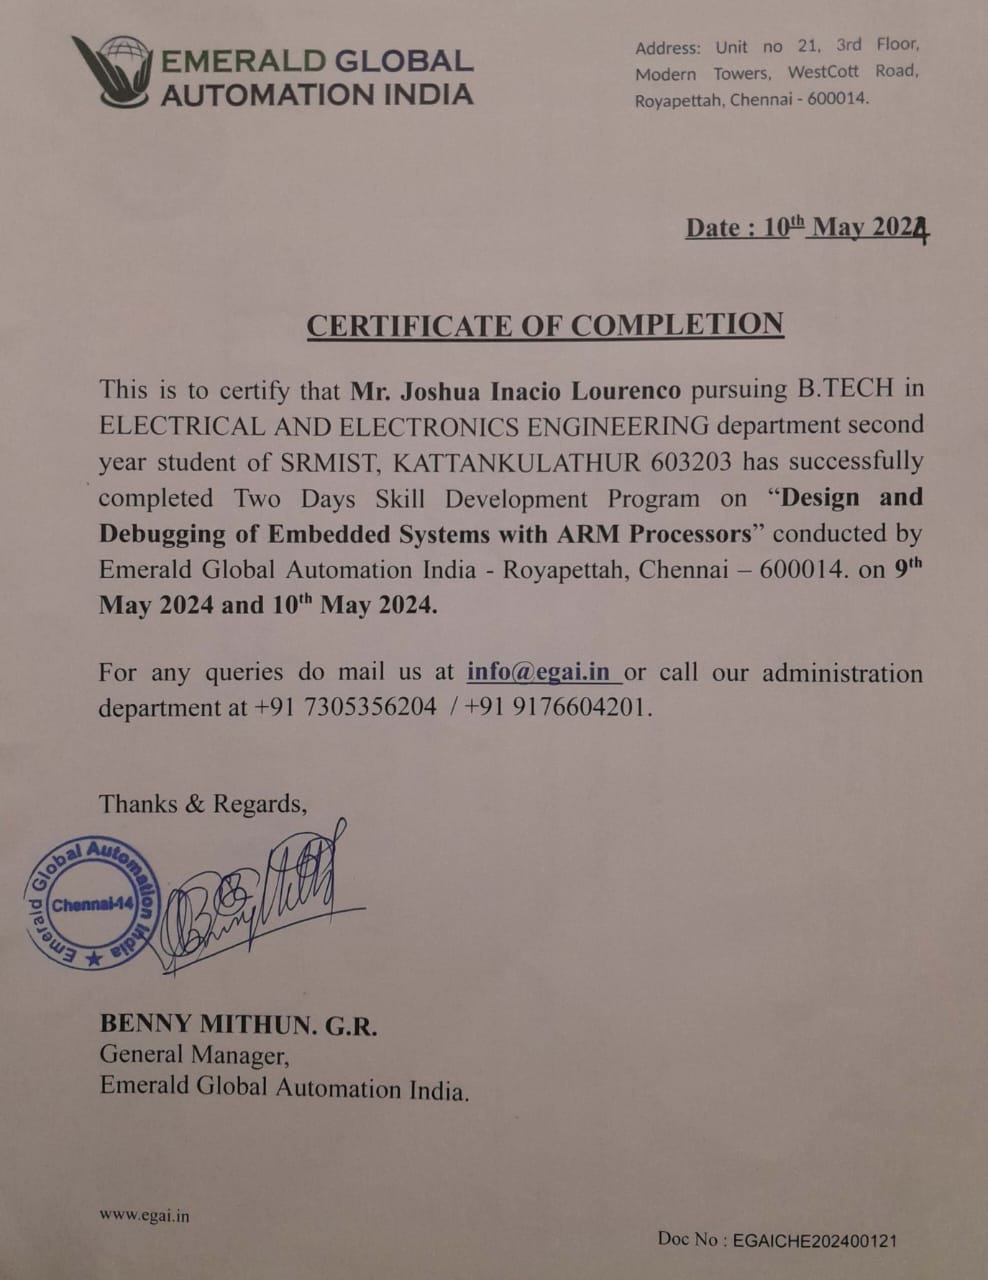 EMERALD GLOBAL
AUTOMATION INDIA
Address: Unit no 21, 3rd Floor,
Modern Towers, WestCott Road,
Royapettah, Chennai - 600014.
Date : 10th May 2024
CERTIFICATE OF COMPLETION
This is to certify that Mr. Joshua Inacio Lourenco pursuing B.TECH in
ELECTRICAL AND ELECTRONICS ENGINEERING department second
year student of SRMIST, KATTANKULATHUR 603203 has successfully
completed Two Days Skill Development Program on “Design and
Debugging of Embedded Systems with ARM Processors” conducted by
Emerald Global Automation India - Royapettah, Chennai – 600014. on 9th
May 2024 and 10th May 2024.
For any queries do mail us at info@egai.in or call our administration
department at +91 7305356204 / +91 9176604201.
Thanks & Regards,
Emerald Global Automation India
Chennai-14
BENNY MITHUN. G.R.
General Manager,
Emerald Global Automation India.
www.egai.in
Doc No : EGAICHE202400121